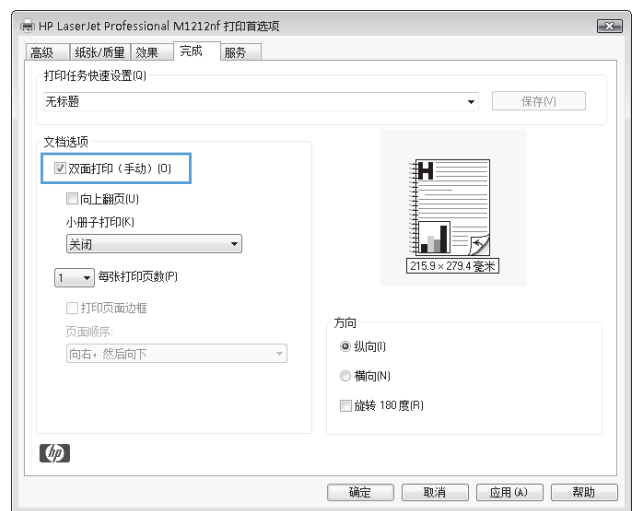 HP LaserJet Professional M1212nf 打印首选项
高级 纸张/质量 效果 完成 服务
打印任务快速设置(Q)
无标题 保存(V)
文档选项
双面打印（手动）(O)
向上翻页(U)
小册子打印(K)
关闭
1 每张打印页数(P)
打印页面边框
页面顺序:
向右，然后向下
H
215.9 × 279.4 毫米
方向
纵向(I)
横向(N)
旋转 180 度(R)
hp
确定 取消 应用(A) 帮助